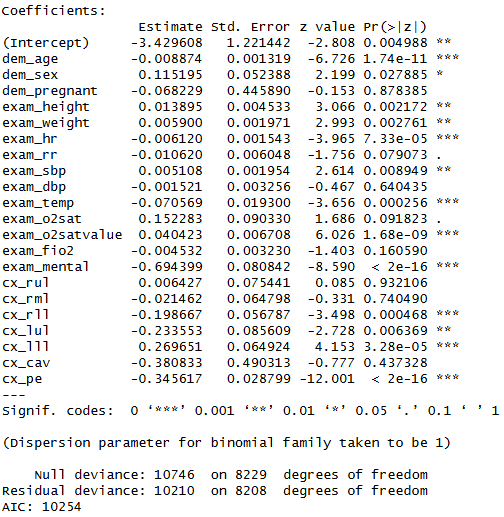 Coefficients:
                 Estimate Std. Error z value Pr(>|z|)
(Intercept)     -3.429608   1.221442  -2.808 0.004988 **
dem_age         -0.008874   0.001319  -6.726 1.74e-11 ***
dem_sex          0.115195   0.052388   2.199 0.027885 *
dem_pregnant    -0.068229   0.445890  -0.153 0.878385
exam_height      0.013895   0.004533   3.066 0.002172 **
exam_weight      0.005900   0.001971   2.993 0.002761 **
exam_hr         -0.006120   0.001543  -3.965 7.33e-05 ***
exam_rr         -0.010620   0.006048  -1.756 0.079073 .
exam_sbp         0.005108   0.001954   2.614 0.008949 **
exam_dbp        -0.001521   0.003256  -0.467 0.640435
exam_temp       -0.070569   0.019300  -3.656 0.000256 ***
exam_o2sat       0.152283   0.090330   1.686 0.091823 .
exam_o2satvalue  0.040423   0.006708   6.026 1.68e-09 ***
exam_fio2       -0.004532   0.003230  -1.403 0.160590
exam_mental     -0.694399   0.080842  -8.590  < 2e-16 ***
cx_rul           0.006427   0.075441   0.085 0.932106
cx_rml          -0.021462   0.064798  -0.331 0.740490
cx_rll          -0.198667   0.056787  -3.498 0.000468 ***
cx_lul          -0.233553   0.085609  -2.728 0.006369 **
cx_lll           0.269651   0.064924   4.153 3.28e-05 ***
cx_cav          -0.380833   0.490313  -0.777 0.437328
cx_pe           -0.345617   0.028799 -12.001  < 2e-16 ***
---
Signif. codes:  0 ‘***’ 0.001 ‘**’ 0.01 ‘*’ 0.05 ‘.’ 0.1 ‘ ’ 1
(Dispersion parameter for binomial family taken to be 1)
    Null deviance: 10746  on 8229  degrees of freedom
Residual deviance: 10210  on 8208  degrees of freedom
AIC: 10254